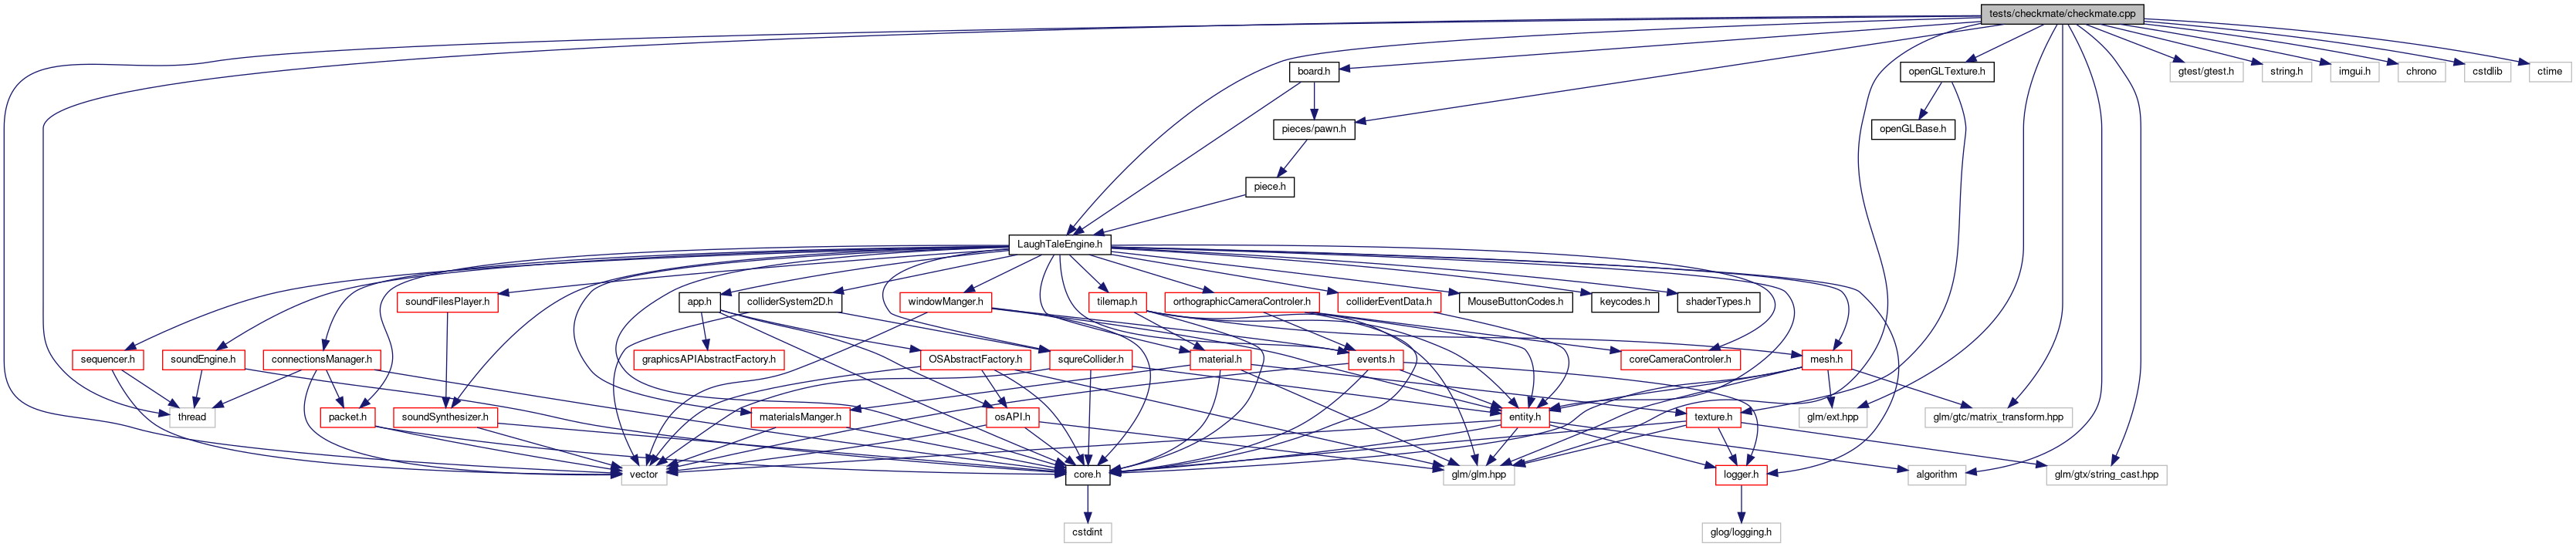 tests/checkmate/checkmate.cpp
board.h
openGLTexture.h
gtest/gtest.h
string.h
imgui.h
chrono
cstdlib
ctime
pieces/pawn.h
openGLBase.h
piece.h
LaughTaleEngine.h
soundFilesPlayer.h
app.h
colliderSystem2D.h
windowManger.h
tilemap.h
orthographicCameraControler.h
colliderEventData.h
MouseButtonCodes.h
keycodes.h
shaderTypes.h
sequencer.h
soundEngine.h
connectionsManager.h
graphicsAPIAbstractFactory.h
OSAbstractFactory.h
squreCollider.h
material.h
events.h
coreCameraControler.h
mesh.h
thread
packet.h
soundSynthesizer.h
materialsManger.h
osAPI.h
entity.h
texture.h
glm/ext.hpp
glm/gtc/matrix_transform.hpp
vector
core.h
glm/glm.hpp
logger.h
algorithm
glm/gtx/string_cast.hpp
cstdint
glog/logging.h